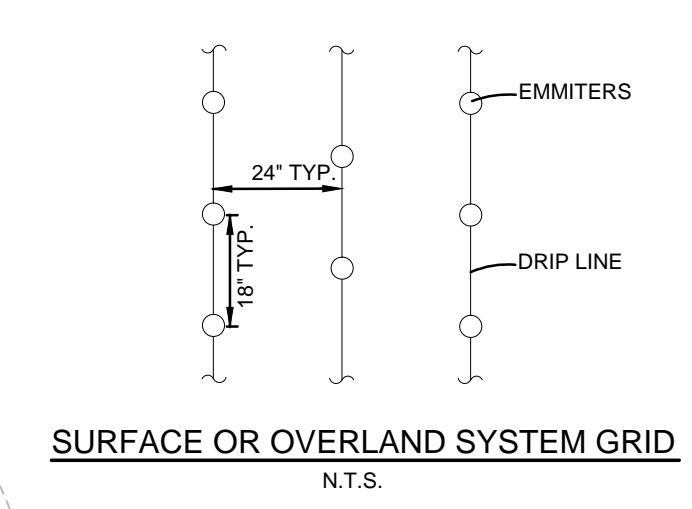 EMMITERS
24" TYP.
18" TYP.
DRIP LINE
SURFACE OR OVERLAND SYSTEM GRID
N.T.S.